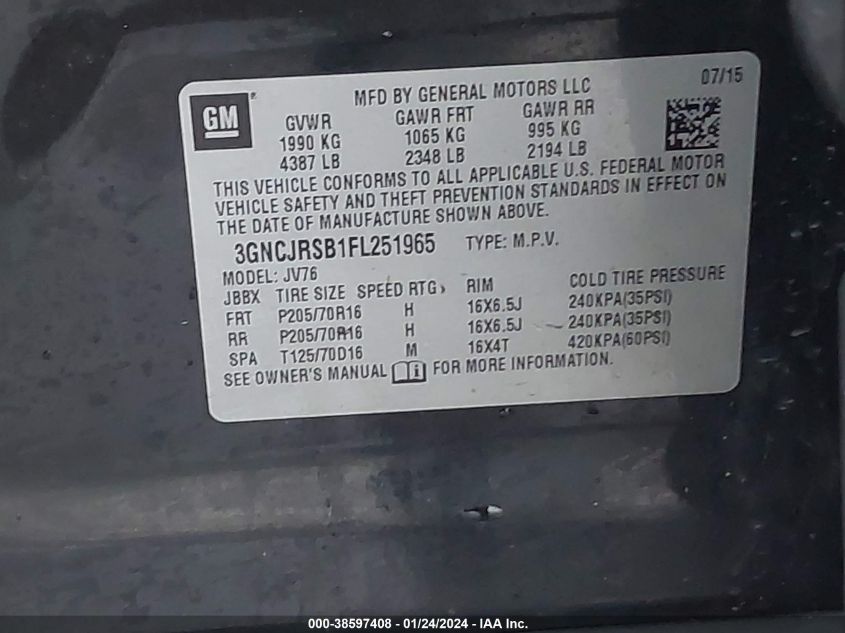 GM
MFD BY GENERAL MOTORS LLC 07/15
GVWR GAWR FRT GAWR RR
1990 KG 1065 KG 995 KG
4387 LB 2348 LB 2194 LB
THIS VEHICLE CONFORMS TO ALL APPLICABLE U.S. FEDERAL MOTOR
VEHICLE SAFETY AND THEFT PREVENTION STANDARDS IN EFFECT ON
THE DATE OF MANUFACTURE SHOWN ABOVE.
3GNCJRSB1FL251965 TYPE: M.P.V.
MODEL: JV76
JBBX TIRE SIZE SPEED RTG RIM COLD TIRE PRESSURE
FRT P205/70R16 H 16X6.5J 240KPA(35PSI)
RR P205/70R16 H 16X6.5J 240KPA(35PSI)
SPA T125/70D16 M 16X4T 420KPA(60PSI)
SEE OWNER'S MANUAL FOR MORE INFORMATION.
000-38597408 - 01/24/2024 - IAA Inc.